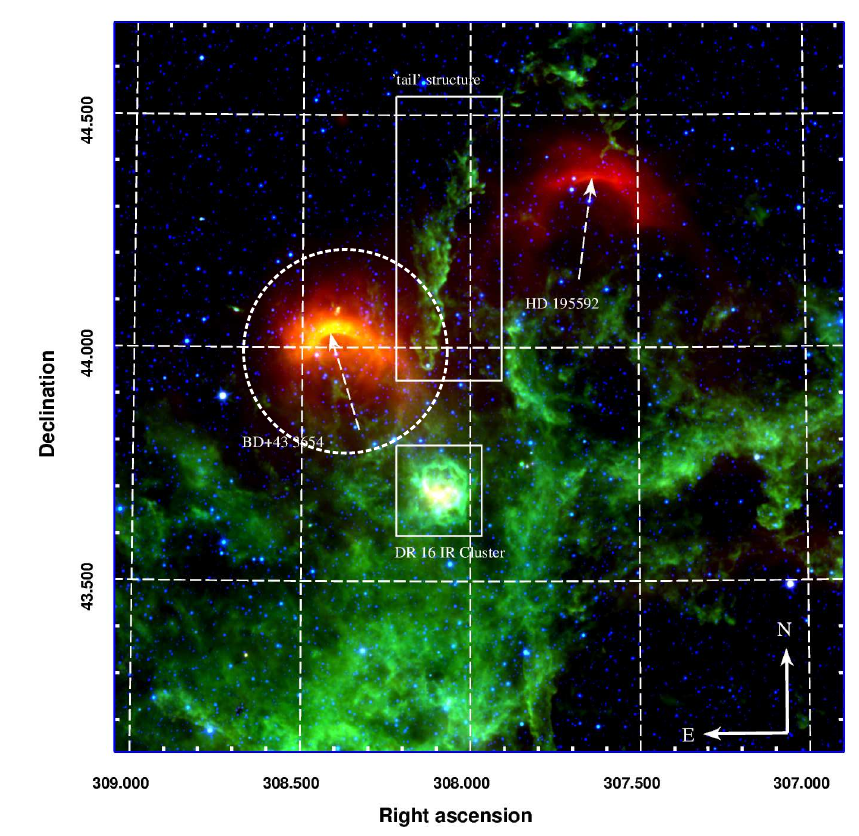 'tail' structure
44.500
HD 195592
44.000
Declination
BD+43 3654
DR 16 IR Cluster
43.500
N
E
309.000 308.500 308.000 307.500 307.000
Right ascension